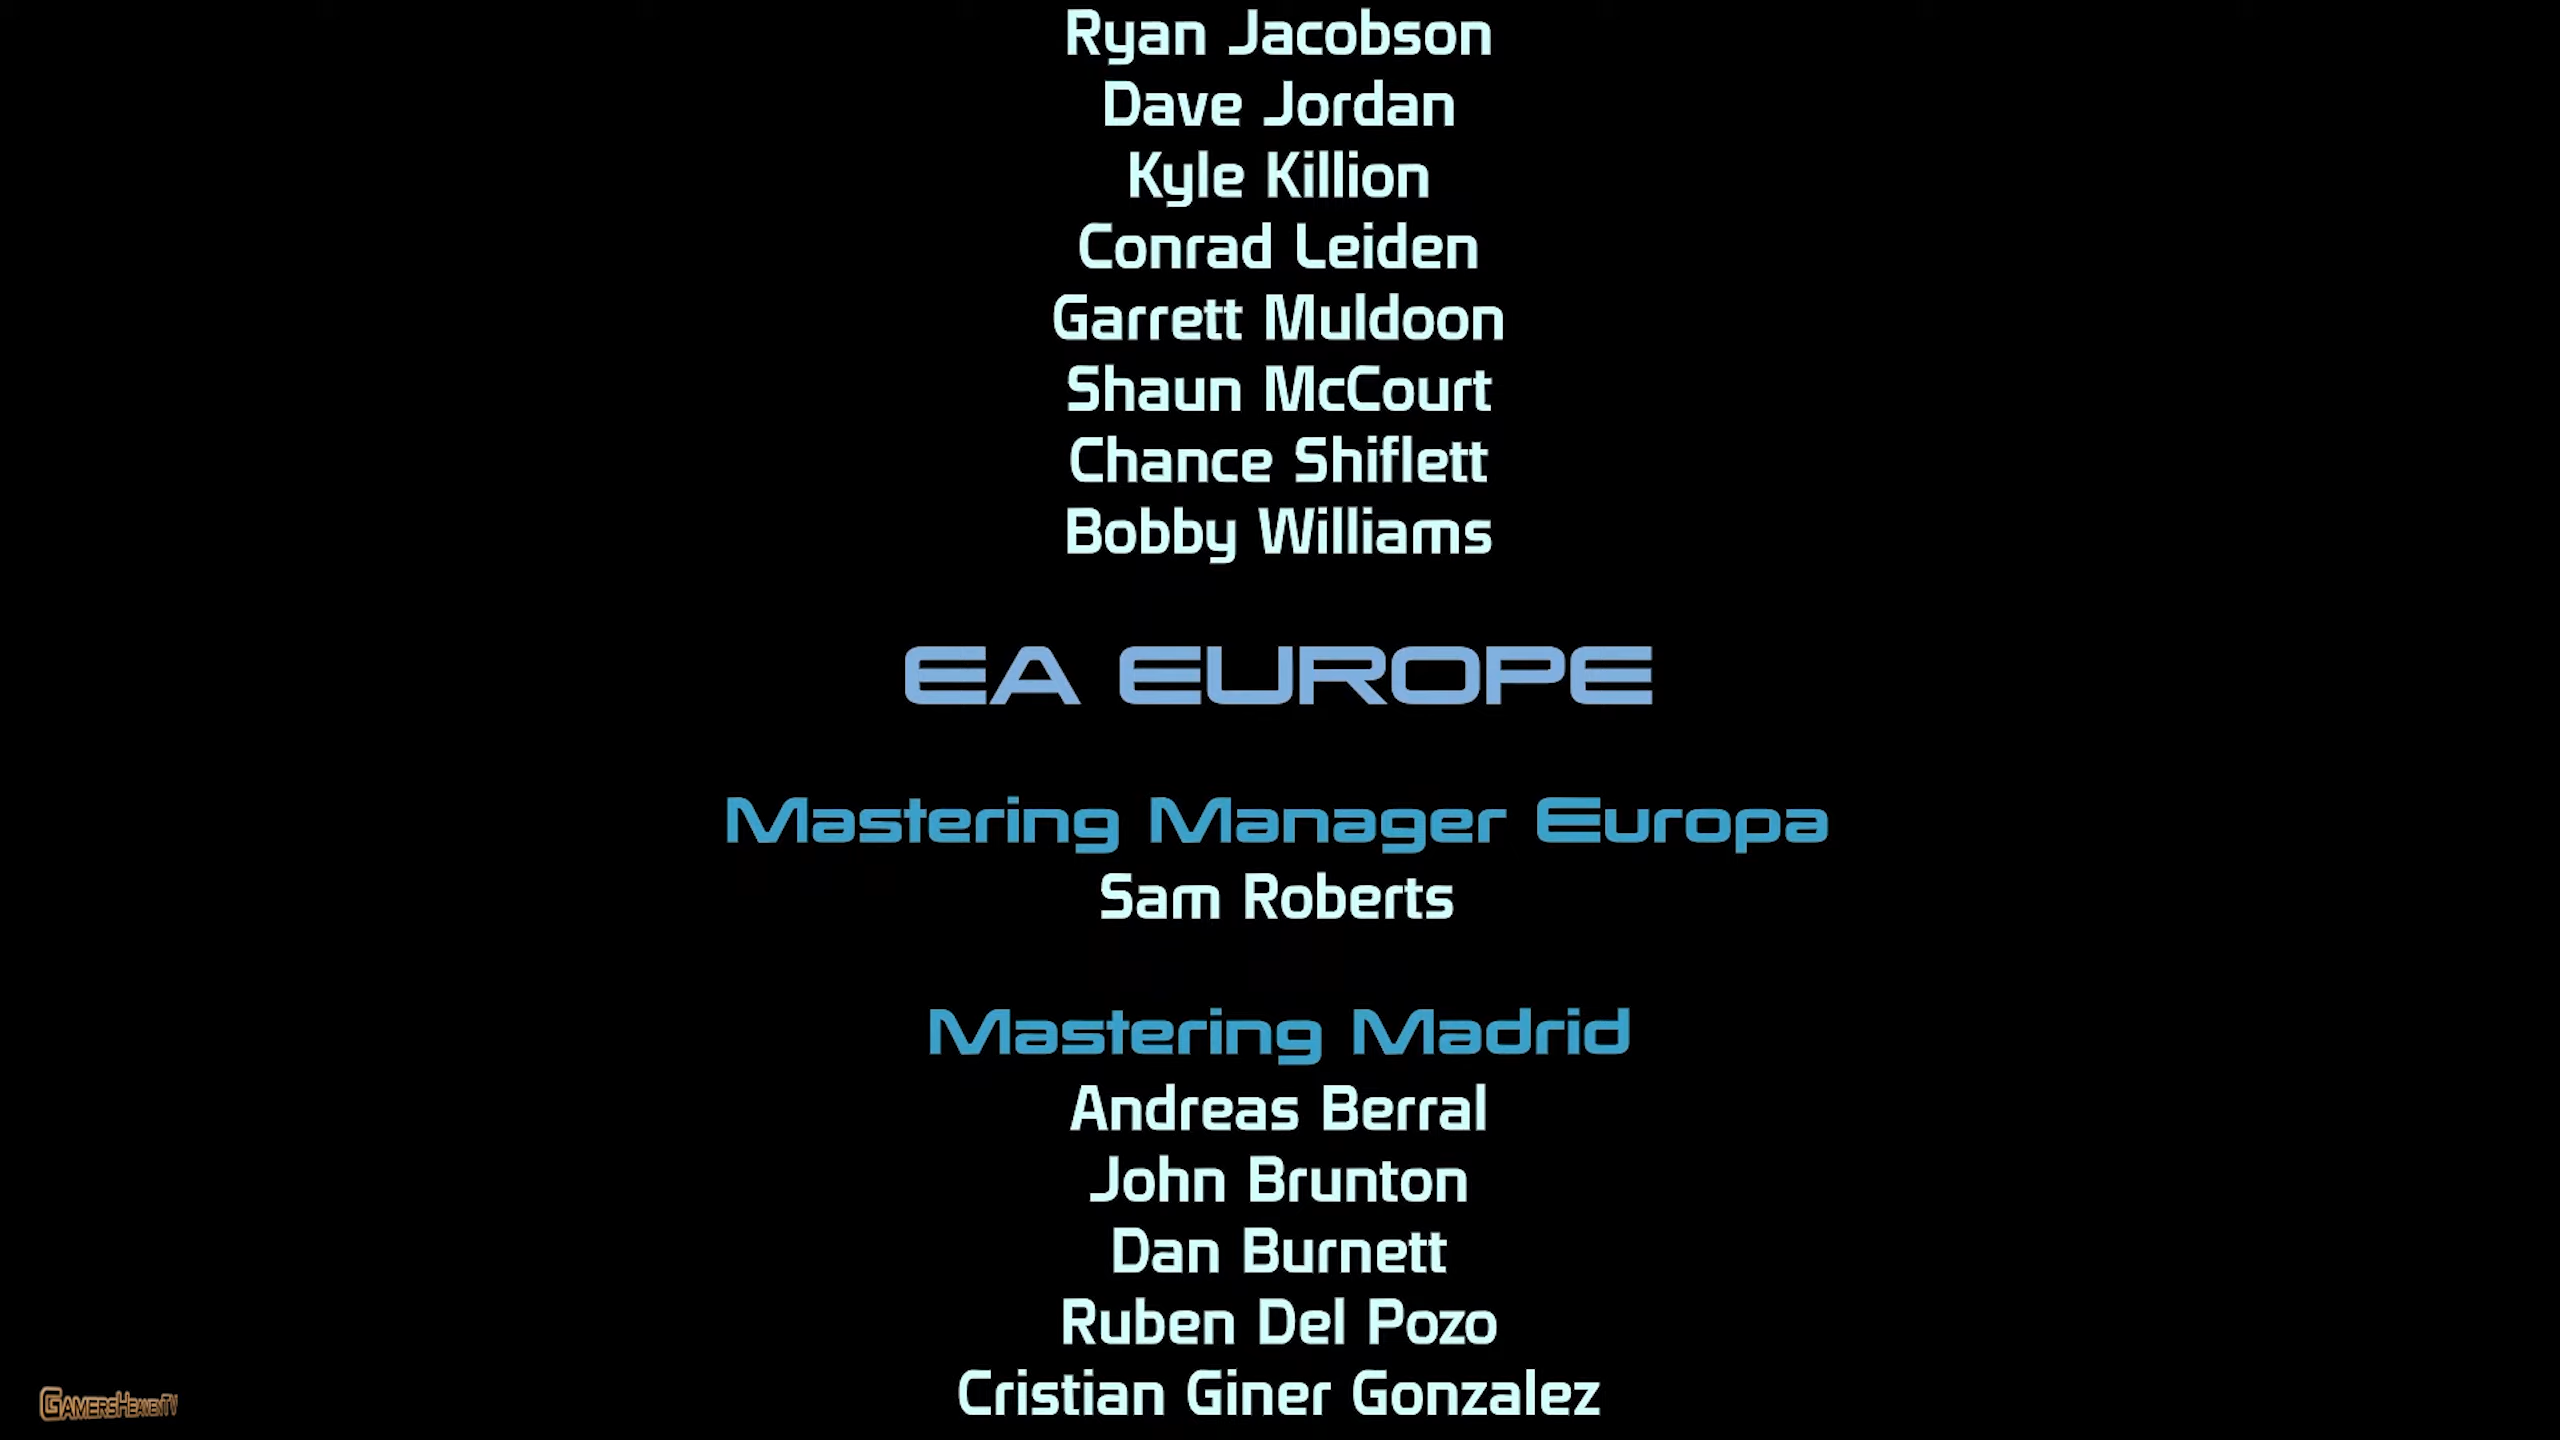 Ryan Jacobson
Dave Jordan
Kyle Killion
Conrad Leiden
Garrett Muldoon
Shaun McCourt
Chance Shiflett
Bobby Williams
EA EUROPE
Mastering Manager Europa
Sam Roberts
Mastering Madrid
Andreas Berral
John Brunton
Dan Burnett
Ruben Del Pozo
Cristian Giner Gonzalez
GamersHeavenTV